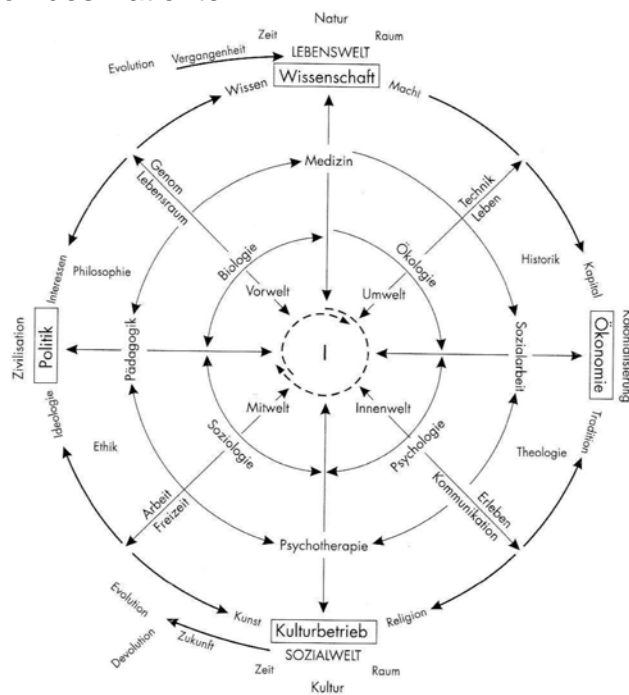 Natur
Zeit
Raum
LEBENSWELT
Evolution
Vergangenheit
Wissenschaft
Wissen
Macht
Medizin
Genom
Lebensraum
Technik
Leben
Philosophie
Historik
Interessen
Kapital
Biologie
Ökologie
Vorwelt
Umwelt
Zivilisation
Politik
Pädagogik
I
Sozialarbeit
Ökonomie
Kolonialisierung
Mitwelt
Innenwelt
Soziologie
Psychologie
Ideologie
Tradition
Ethik
Theologie
Arbeit
Freizeit
Erleben
Kommunikation
Psychotherapie
Evolution
Devolution
Zukunft
Kunst
Religion
Kulturbetrieb
SOZIALWELT
Zeit
Raum
Kultur